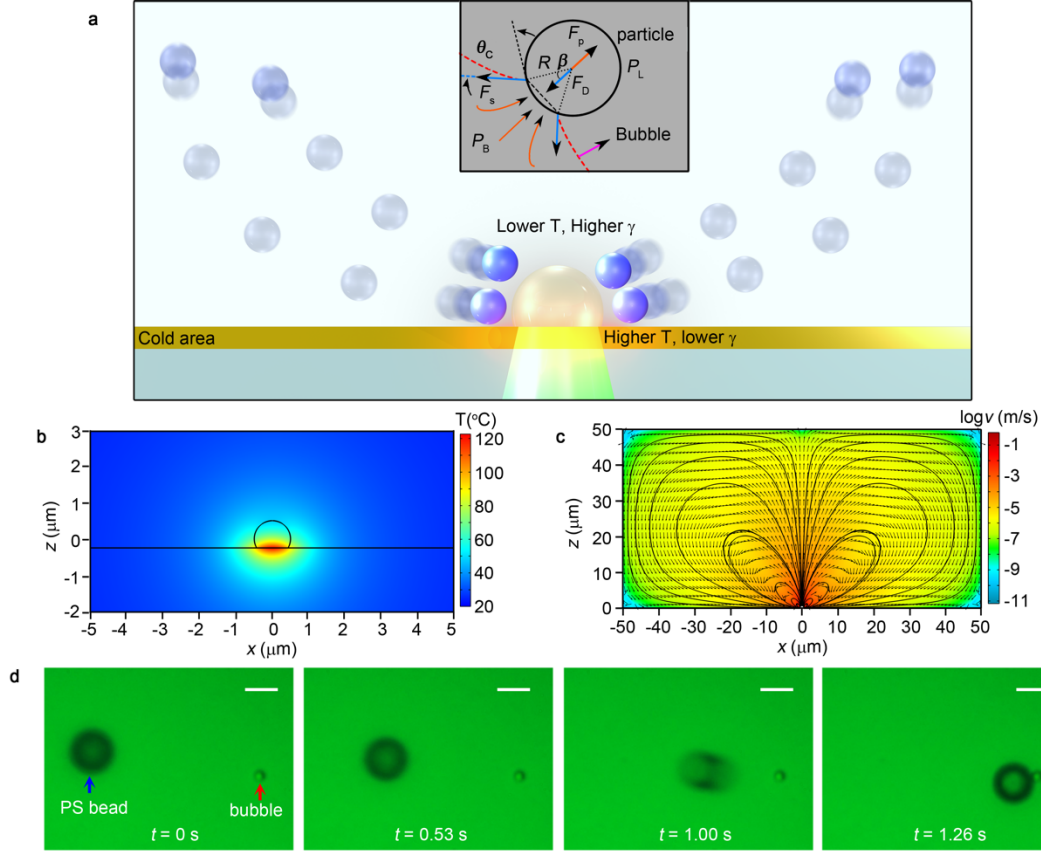 a
θC
R
β
Fp
particle
PL
FD
Fs
PB
Bubble
Lower T, Higher γ
Cold area
Higher T, lower γ
b
T(°C)
3
2
1
0
-1
-2
z (μm)
-5 -4 -3 -2 -1 0 1 2 3 4 5
x (μm)
120
100
80
60
40
20
c
logv (m/s)
50
40
30
20
10
0
z (μm)
-50 -40 -30 -20 -10 0 10 20 30 40 50
x (μm)
-1
-3
-5
-7
-9
-11
d
PS bead
bubble
t = 0 s
t = 0.53 s
t = 1.00 s
t = 1.26 s